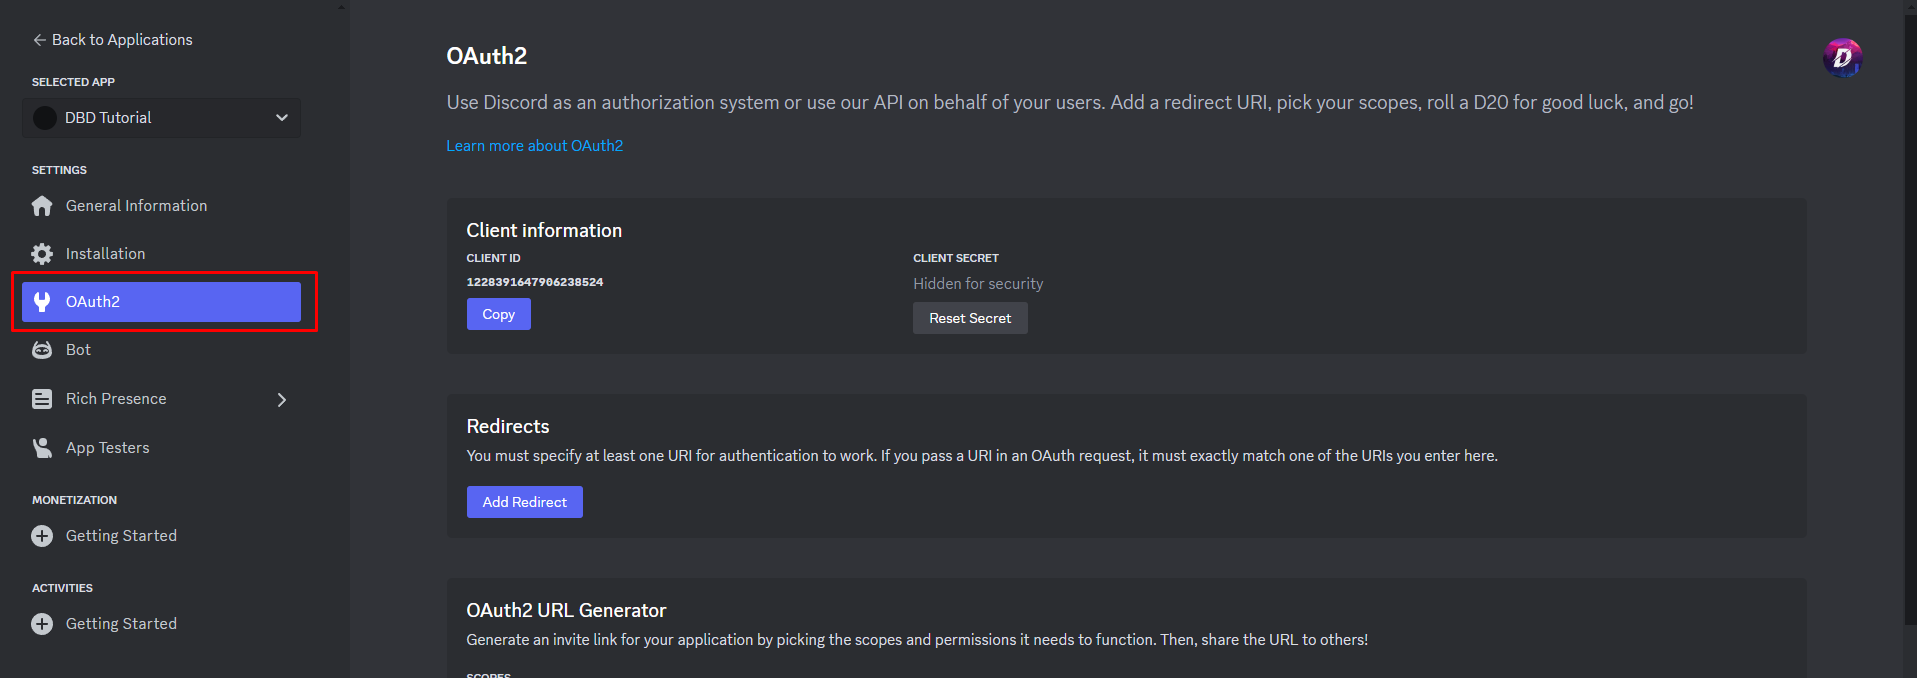 Back to Applications
SELECTED APP
DBD Tutorial
SETTINGS
General Information
Installation
OAuth2
Bot
Rich Presence
App Testers
MONETIZATION
Getting Started
ACTIVITIES
Getting Started
OAuth2
Use Discord as an authorization system or use our API on behalf of your users. Add a redirect URI, pick your scopes, roll a D20 for good luck, and go!
Learn more about OAuth2
Client information
CLIENT ID
1228391647906238524
Copy
CLIENT SECRET
Hidden for security
Reset Secret
Redirects
You must specify at least one URI for authentication to work. If you pass a URI in an OAuth request, it must exactly match one of the URIs you enter here.
Add Redirect
OAuth2 URL Generator
Generate an invite link for your application by picking the scopes and permissions it needs to function. Then, share the URL to others!
SCOPES
D